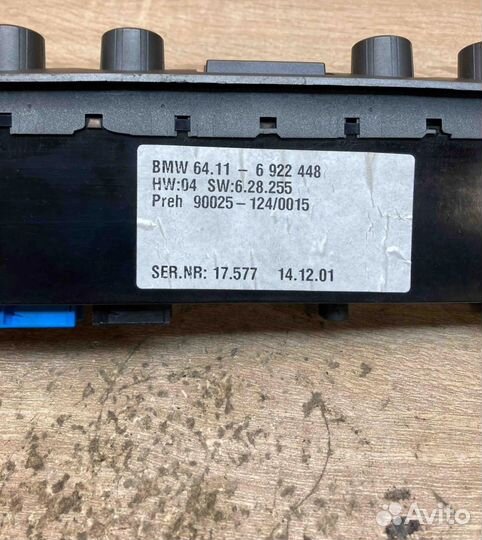 BMW 64.11 – 6 922 448
HW:04 SW:6.28.255
Preh 90025-124/0015
SER.NR: 17.577 14.12.01
Avito